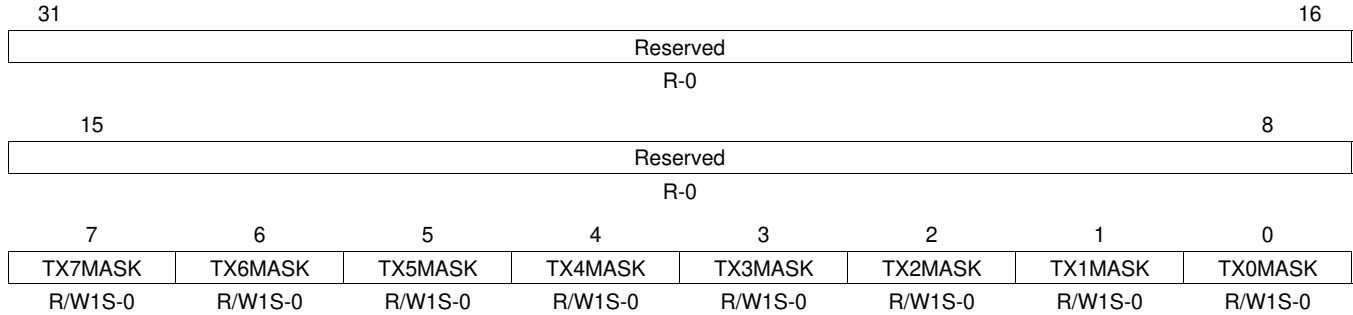 31 16
Reserved
R-0
15 8
Reserved
R-0
7 6 5 4 3 2 1 0
TX7MASK TX6MASK TX5MASK TX4MASK TX3MASK TX2MASK TX1MASK TX0MASK
R/W1S-0 R/W1S-0 R/W1S-0 R/W1S-0 R/W1S-0 R/W1S-0 R/W1S-0 R/W1S-0